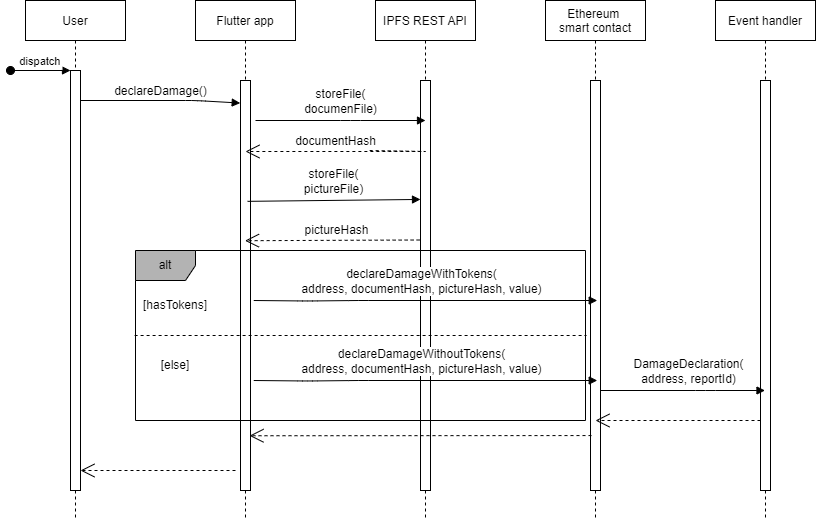 User
Flutter app
IPFS REST API
Ethereum
smart contact
Event handler
dispatch
declareDamage()
storeFile(
documenFile)
documentHash
storeFile(
pictureFile)
pictureHash
alt
declareDamageWithTokens(
address, documentHash, pictureHash, value)
[hasTokens]
declareDamageWithoutTokens(
address, documentHash, pictureHash, value)
[else]
DamageDeclaration(
address, reportId)